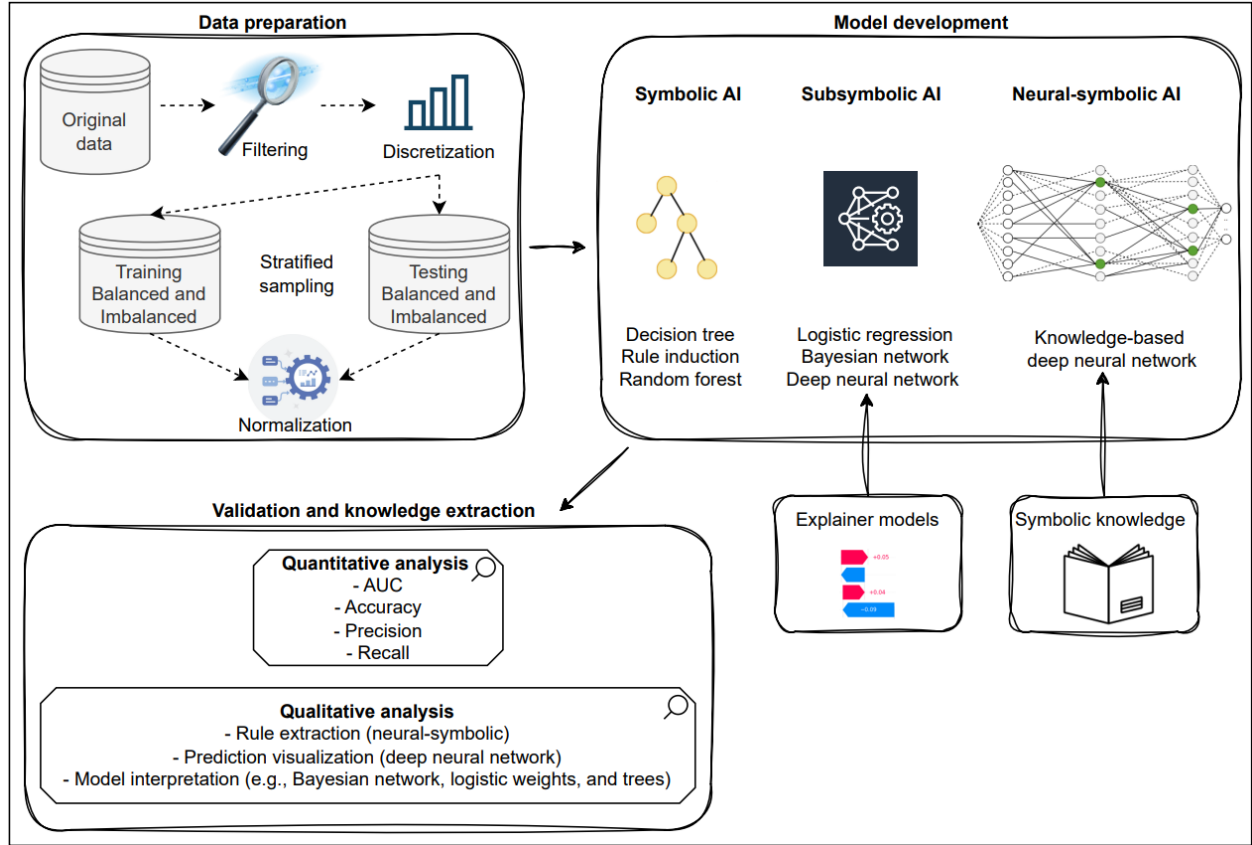 Data preparation
Original
data
Filtering
Discretization
Training
Balanced and
Imbalanced
Stratified
sampling
Testing
Balanced and
Imbalanced
Normalization
Model development
Symbolic AI
Subsymbolic AI
Neural-symbolic AI
Decision tree
Rule induction
Random forest
Logistic regression
Bayesian network
Deep neural network
Knowledge-based
deep neural network
Explainer models
+0.05
+0.04
−0.09
Symbolic knowledge
Validation and knowledge extraction
Quantitative analysis
- AUC
- Accuracy
- Precision
- Recall
Qualitative analysis
- Rule extraction (neural-symbolic)
- Prediction visualization (deep neural network)
- Model interpretation (e.g., Bayesian network, logistic weights, and trees)